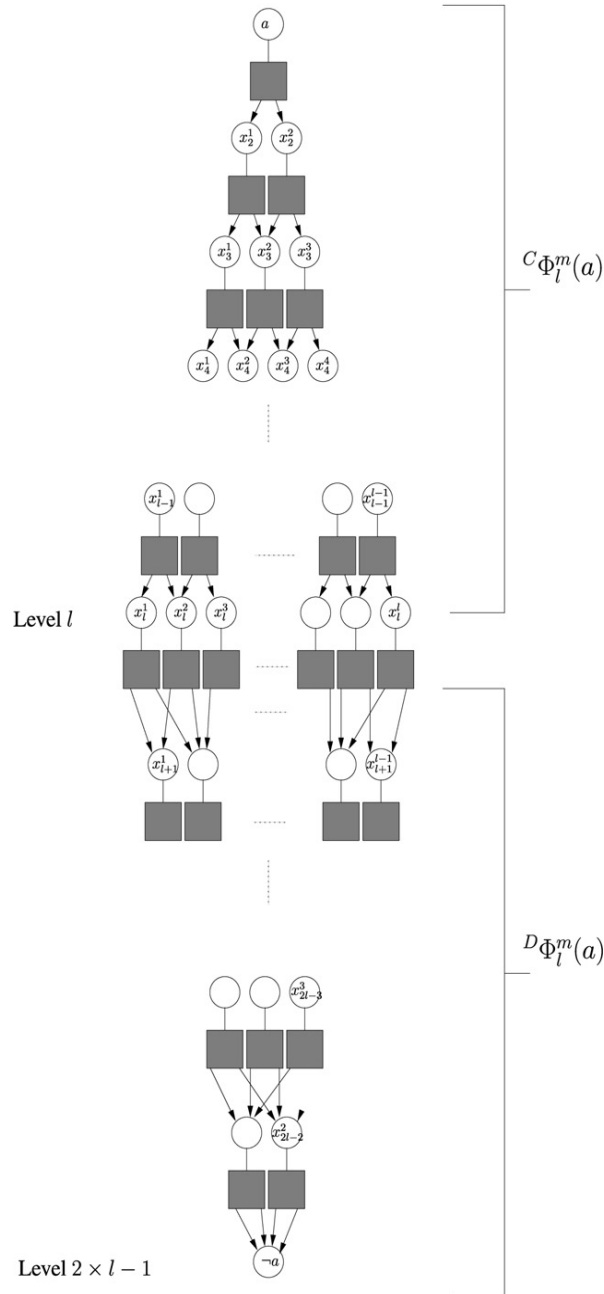 a
x_2^1 x_2^2
x_3^1 x_3^2 x_3^3
^CΦ_l^m(a)
x_4^1 x_4^2 x_4^3 x_4^4
x_{l-1}^1 x_{l-1}^{l-1}
Level l
x_l^1 x_l^2 x_l^3 x_l^l
x_{l+1}^1 x_{l+1}^{l-1}
^DΦ_l^m(a)
x_{2l-3}^3
x_{2l-2}^2
¬a
Level 2 × l − 1